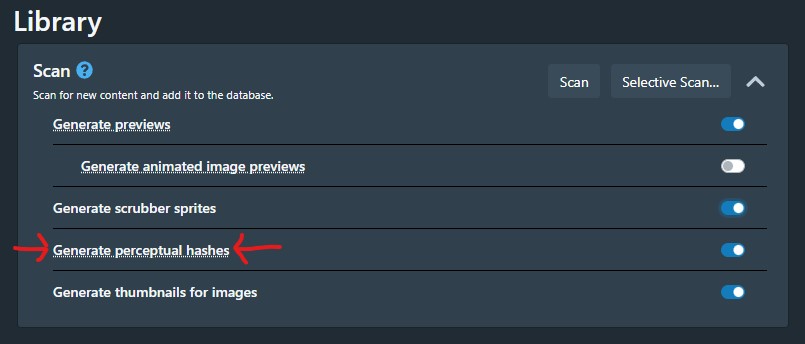 Library
Scan ?
Scan Selective Scan...
Scan for new content and add it to the database.
Generate previews
Generate animated image previews
Generate scrubber sprites
Generate perceptual hashes
Generate thumbnails for images